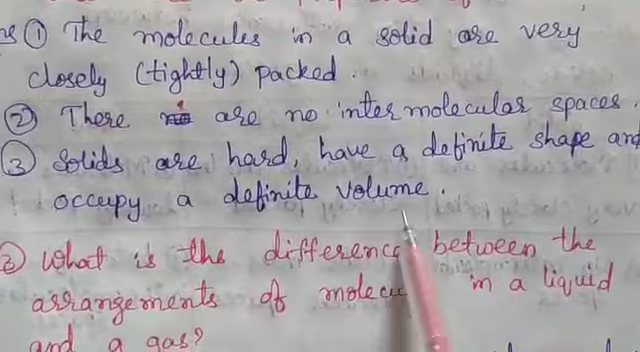 ① The molecules in a solid are very
closely (tightly) packed.
② There are no intermolecular spaces.
③ Solids are hard, have a definite shape and
occupy a definite volume.
What is the difference between the
arrangements of in a liquid
and a gas?